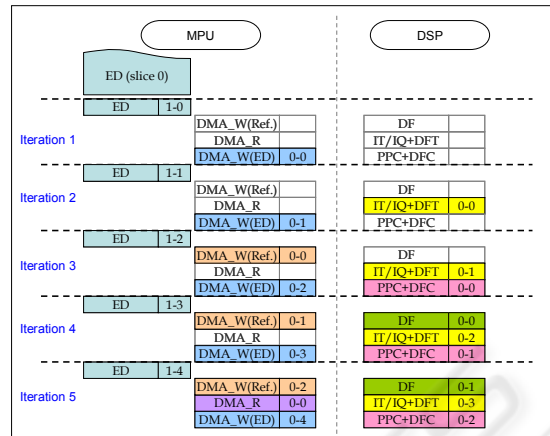 MPU DSP
ED (slice 0)
ED 1-0
Iteration 1
DMA_W(Ref.) DF
DMA_R IT/IQ+DFT
DMA_W(ED) 0-0 PPC+DFC
ED 1-1
Iteration 2
DMA_W(Ref.) DF
DMA_R IT/IQ+DFT 0-0
DMA_W(ED) 0-1 PPC+DFC
ED 1-2
Iteration 3
DMA_W(Ref.) 0-0 DF
DMA_R IT/IQ+DFT 0-1
DMA_W(ED) 0-2 PPC+DFC 0-0
ED 1-3
Iteration 4
DMA_W(Ref.) 0-1 DF 0-0
DMA_R IT/IQ+DFT 0-2
DMA_W(ED) 0-3 PPC+DFC 0-1
ED 1-4
Iteration 5
DMA_W(Ref.) 0-2 DF 0-1
DMA_R 0-0 IT/IQ+DFT 0-3
DMA_W(ED) 0-4 PPC+DFC 0-2